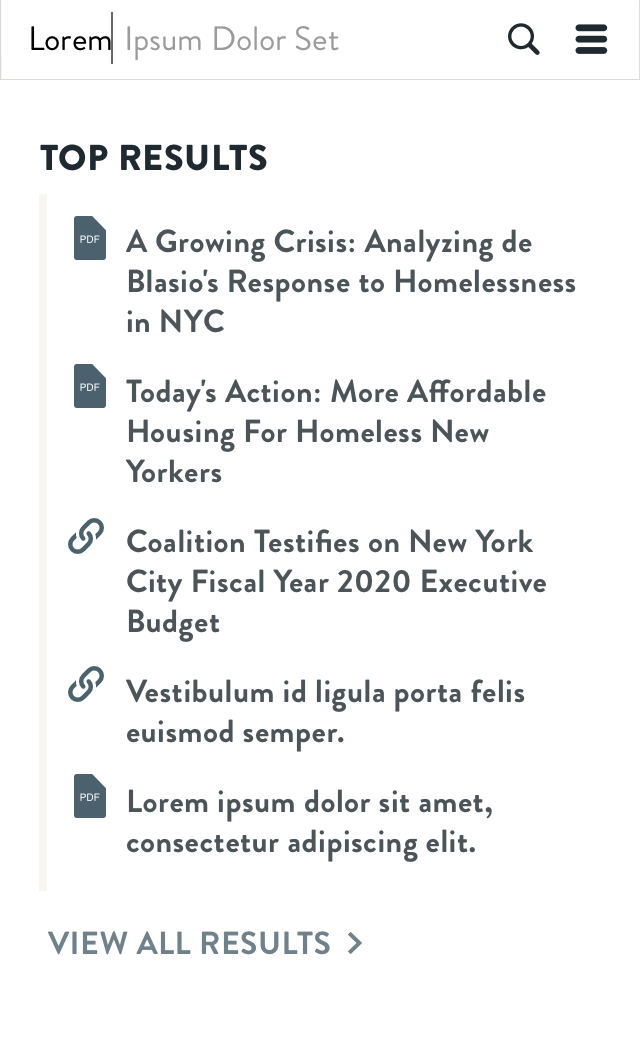 Lorem Ipsum Dolor Set
TOP RESULTS
PDF
A Growing Crisis: Analyzing de
Blasio's Response to Homelessness
in NYC
PDF
Today's Action: More Affordable
Housing For Homeless New
Yorkers
Coalition Testifies on New York
City Fiscal Year 2020 Executive
Budget
Vestibulum id ligula porta felis
euismod semper.
PDF
Lorem ipsum dolor sit amet,
consectetur adipiscing elit.
VIEW ALL RESULTS